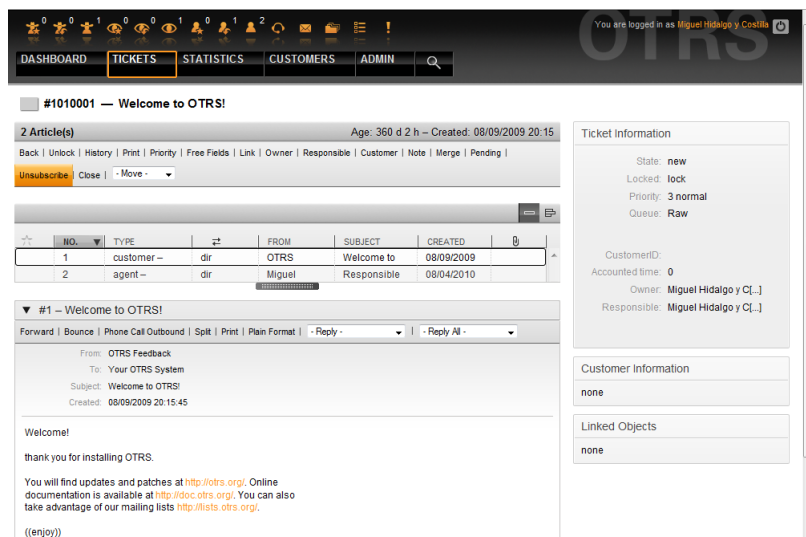 0 0 1 0 0 1 0 1 2
You are logged in as Miguel Hidalgo y Costilla
OTRS
DASHBOARD TICKETS STATISTICS CUSTOMERS ADMIN
#1010001 — Welcome to OTRS!
2 Article(s) Age: 360 d 2 h – Created: 08/09/2009 20:15
Back | Unlock | History | Print | Priority | Free Fields | Link | Owner | Responsible | Customer | Note | Merge | Pending |
Unsubscribe | Close | - Move -
NO. TYPE FROM SUBJECT CREATED
1 customer – dir OTRS Welcome to 08/09/2009
2 agent – dir Miguel Responsible 08/04/2010
#1 – Welcome to OTRS!
Forward | Bounce | Phone Call Outbound | Split | Print | Plain Format | - Reply - | - Reply All -
From: OTRS Feedback
To: Your OTRS System
Subject: Welcome to OTRS!
Created: 08/09/2009 20:15:45
Welcome!
thank you for installing OTRS.
You will find updates and patches at http://otrs.org/. Online
documentation is available at http://doc.otrs.org/. You can also
take advantage of our mailing lists http://lists.otrs.org/.
((enjoy))
Ticket Information
State: new
Locked: lock
Priority: 3 normal
Queue: Raw
CustomerID:
Accounted time: 0
Owner: Miguel Hidalgo y C[...]
Responsible: Miguel Hidalgo y C[...]
Customer Information
none
Linked Objects
none